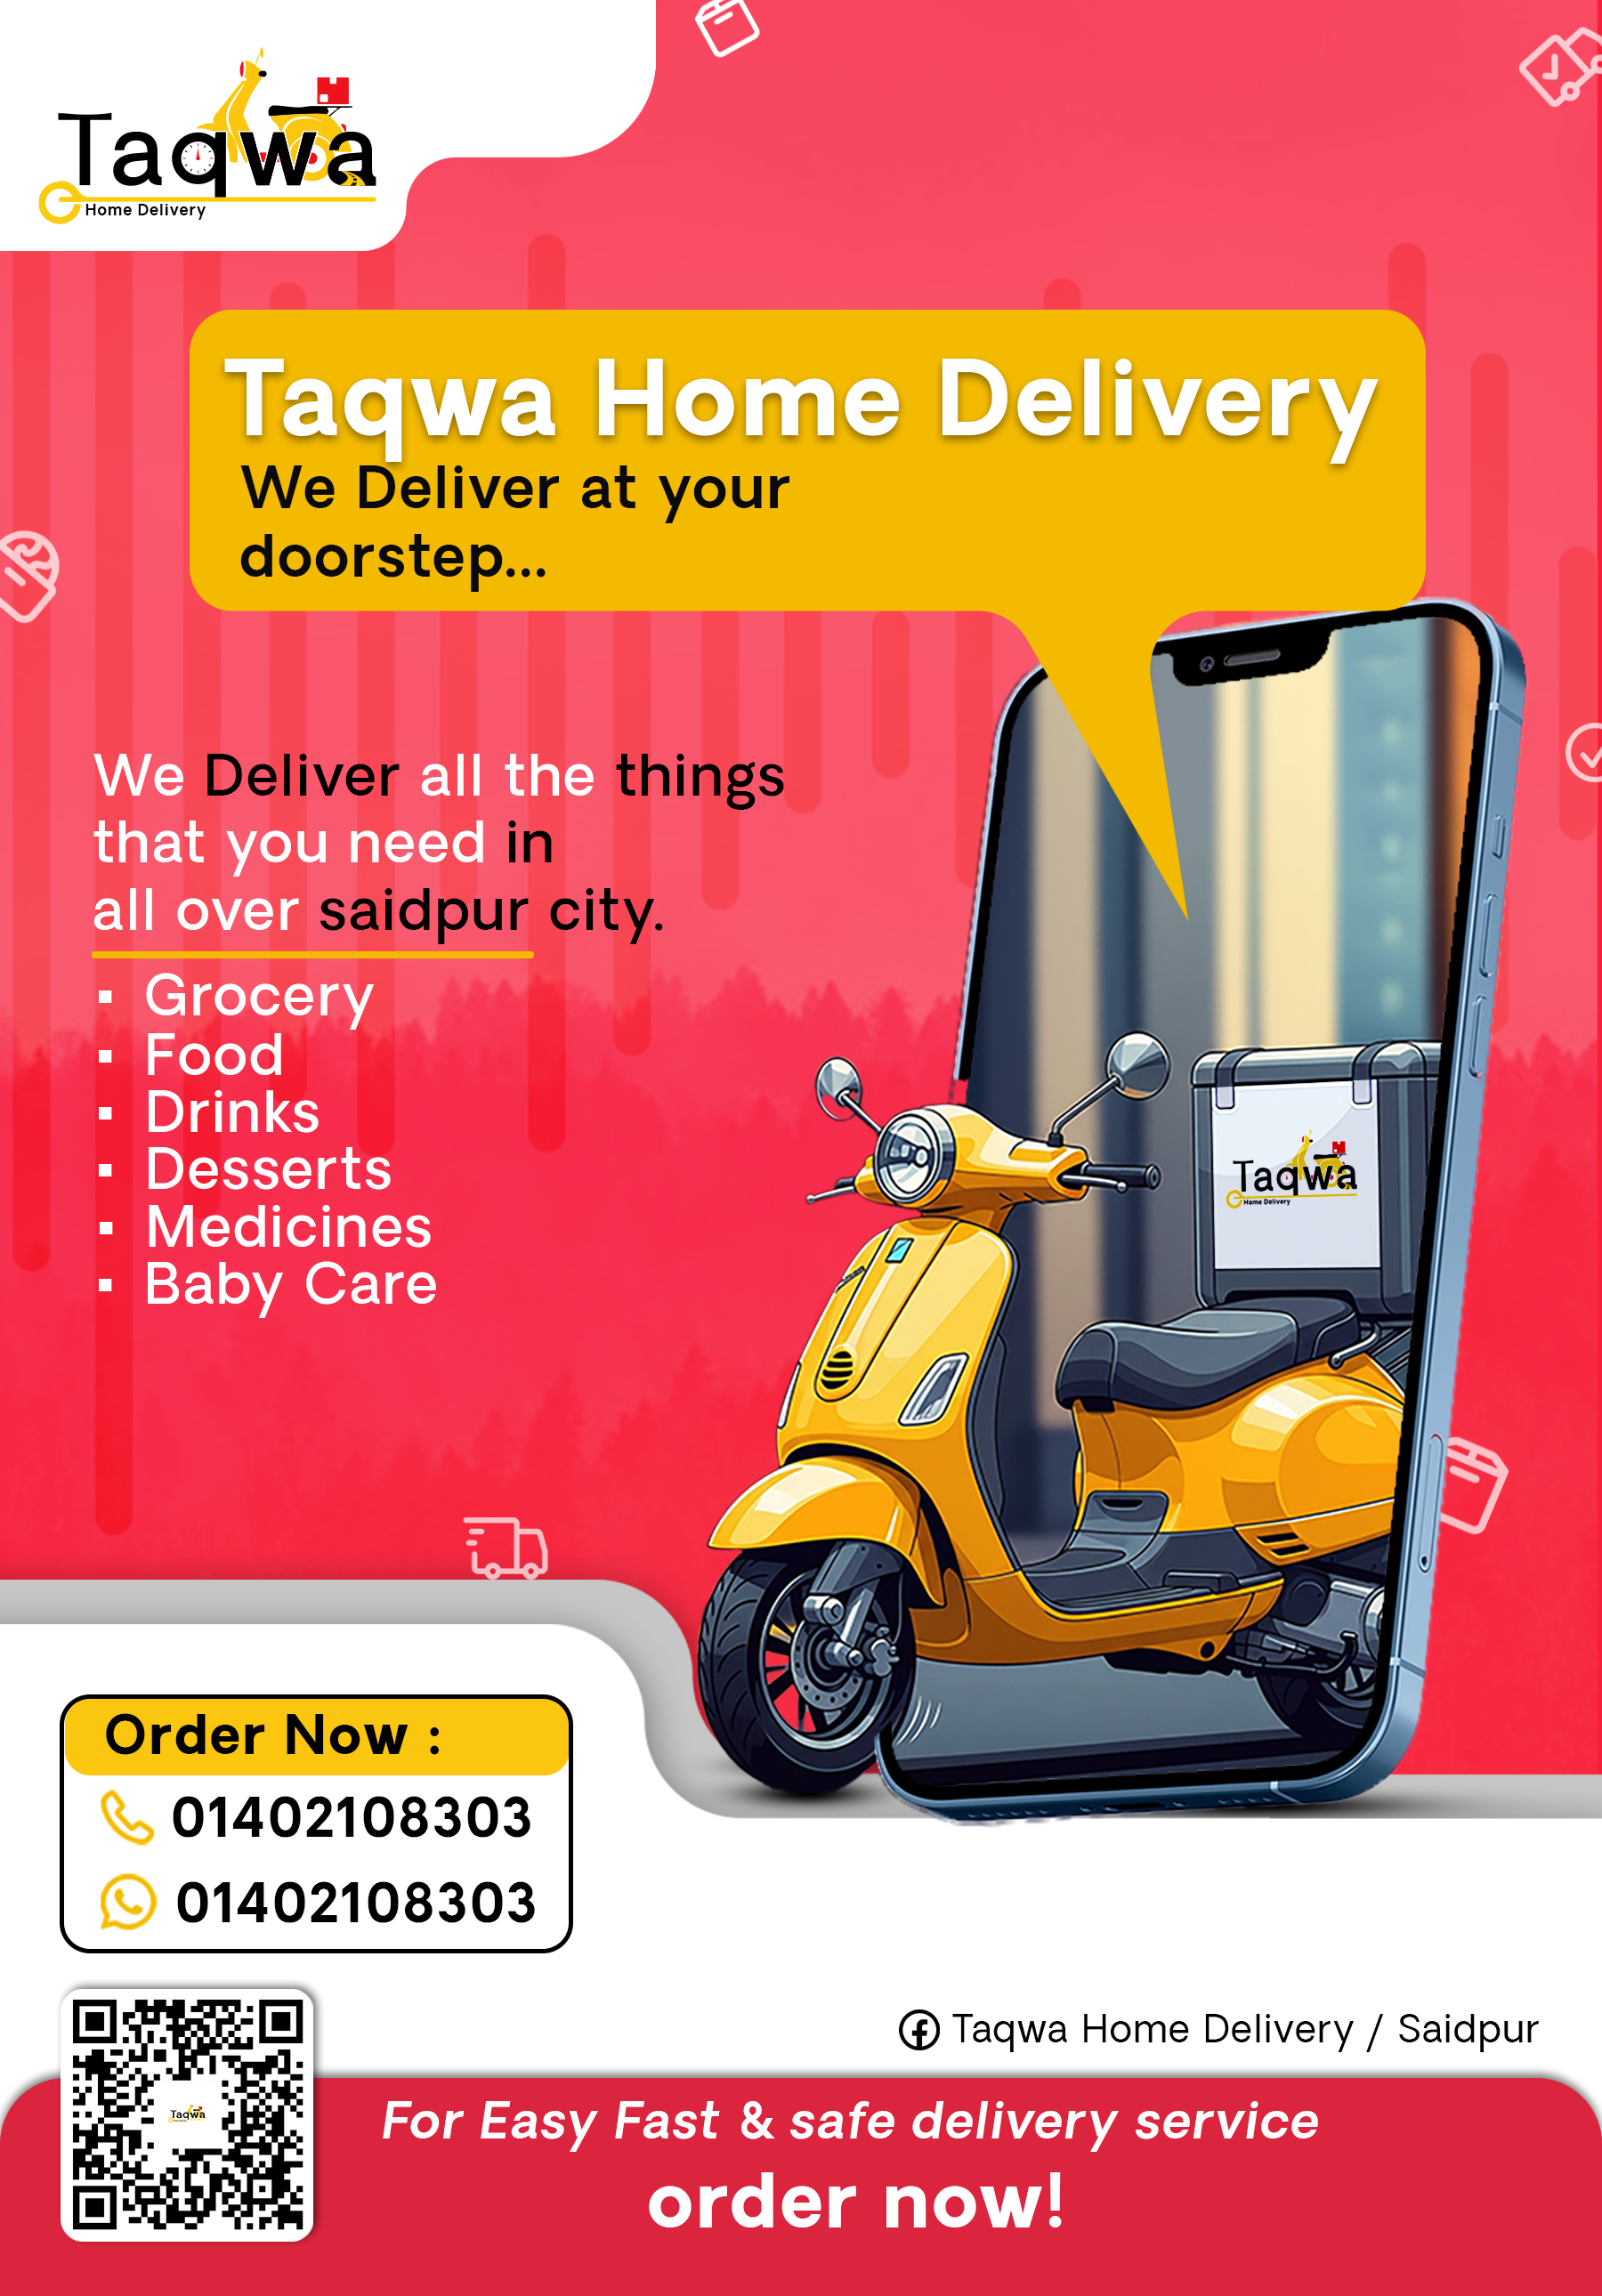 Taqwa
Home Delivery
Taqwa Home Delivery
We Deliver at your
doorstep...
We Deliver all the things
that you need in
all over saidpur city.
▪ Grocery
▪ Food
▪ Drinks
▪ Desserts
▪ Medicines
▪ Baby Care
Taqwa
Home Delivery
Order Now :
01402108303
01402108303
Taqwa
Taqwa Home Delivery / Saidpur
For Easy Fast & safe delivery service
order now!